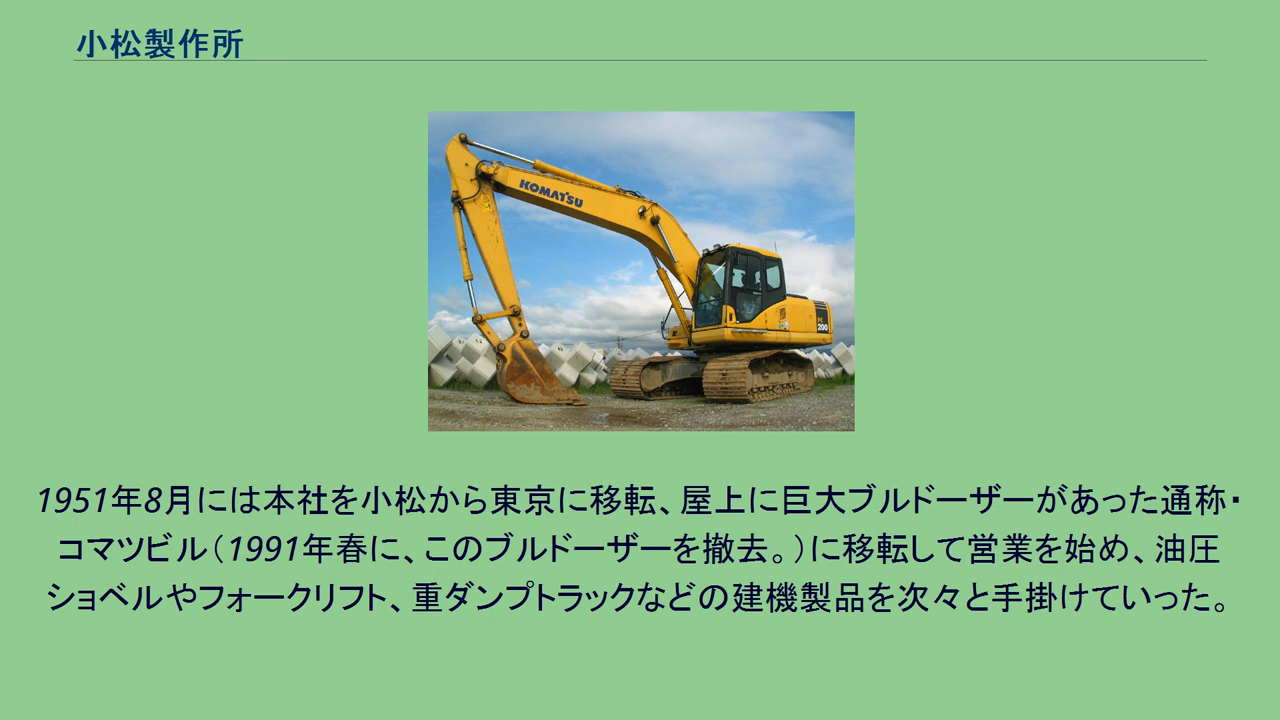 小松製作所
KOMATSU
PC
200
1951年8月には本社を小松から東京に移転、屋上に巨大ブルドーザーがあった通称・
コマツビル（1991年春に、このブルドーザーを撤去。）に移転して営業を始め、油圧
ショベルやフォークリフト、重ダンプトラックなどの建機製品を次々と手掛けていった。